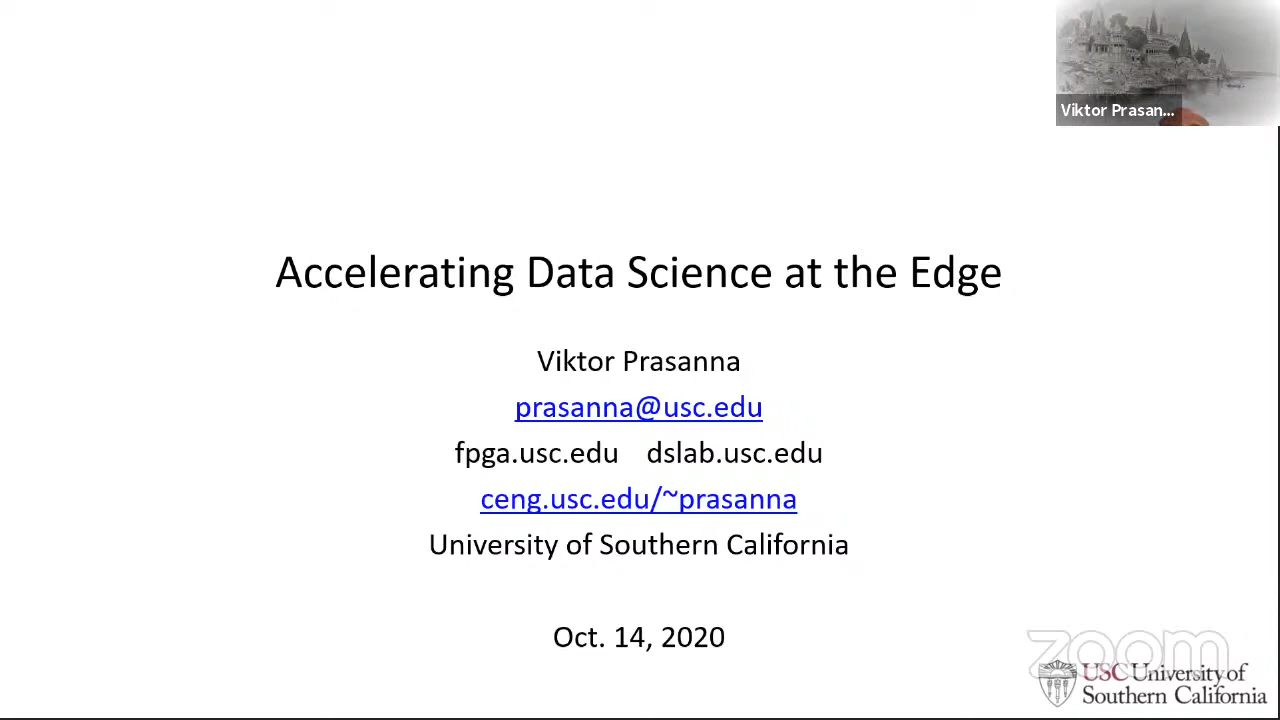 Viktor Prasan...
Accelerating Data Science at the Edge
Viktor Prasanna
prasanna@usc.edu
fpga.usc.edu dslab.usc.edu
ceng.usc.edu/~prasanna
University of Southern California
Oct. 14, 2020
zoom
USC University of
Southern California